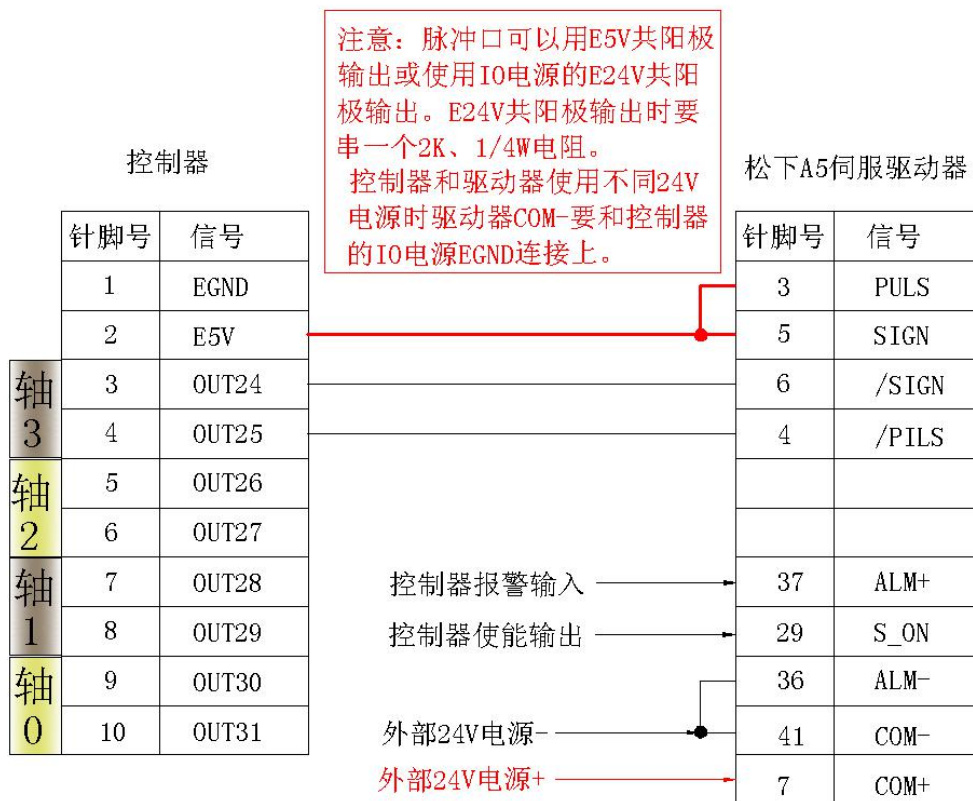 注意：脉冲口可以用E5V共阳极
输出或使用IO电源的E24V共阳
极输出。E24V共阳极输出时要
串一个2K、1/4W电阻。
控制器和驱动器使用不同24V
电源时驱动器COM-要和控制器
的IO电源EGND连接上。
控制器
松下A5伺服驱动器
针脚号 信号
1 EGND
2 E5V
3 OUT24
4 OUT25
5 OUT26
6 OUT27
7 OUT28
8 OUT29
9 OUT30
10 OUT31
轴
3
轴
2
轴
1
轴
0
针脚号 信号
3 PULS
5 SIGN
6 /SIGN
4 /PILS
控制器报警输入 37 ALM+
控制器使能输出 29 S_ON
36 ALM-
外部24V电源- 41 COM-
外部24V电源+ 7 COM+